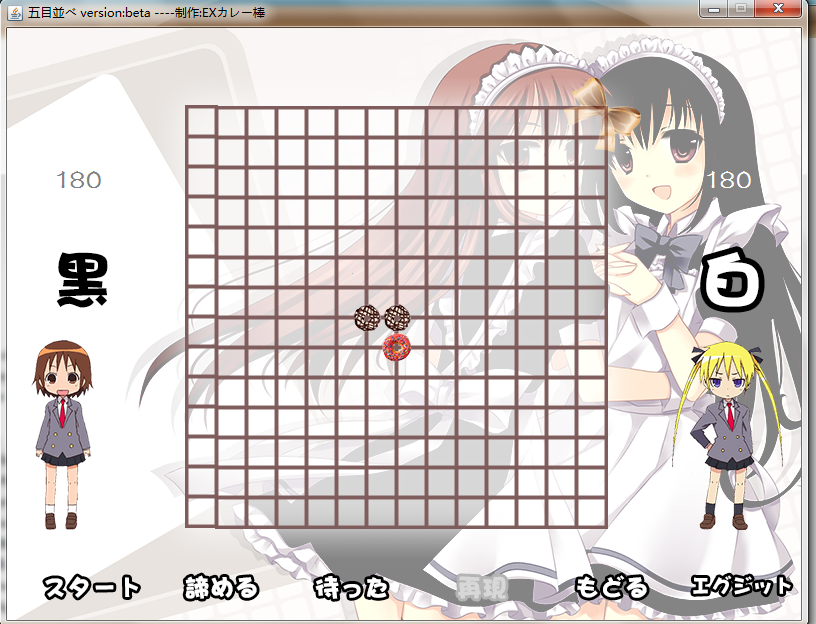 五目並べ version:beta ----制作:EXカレー棒
180
180
黒
白
スタート 諦める 待った 再現 もどる エグジット